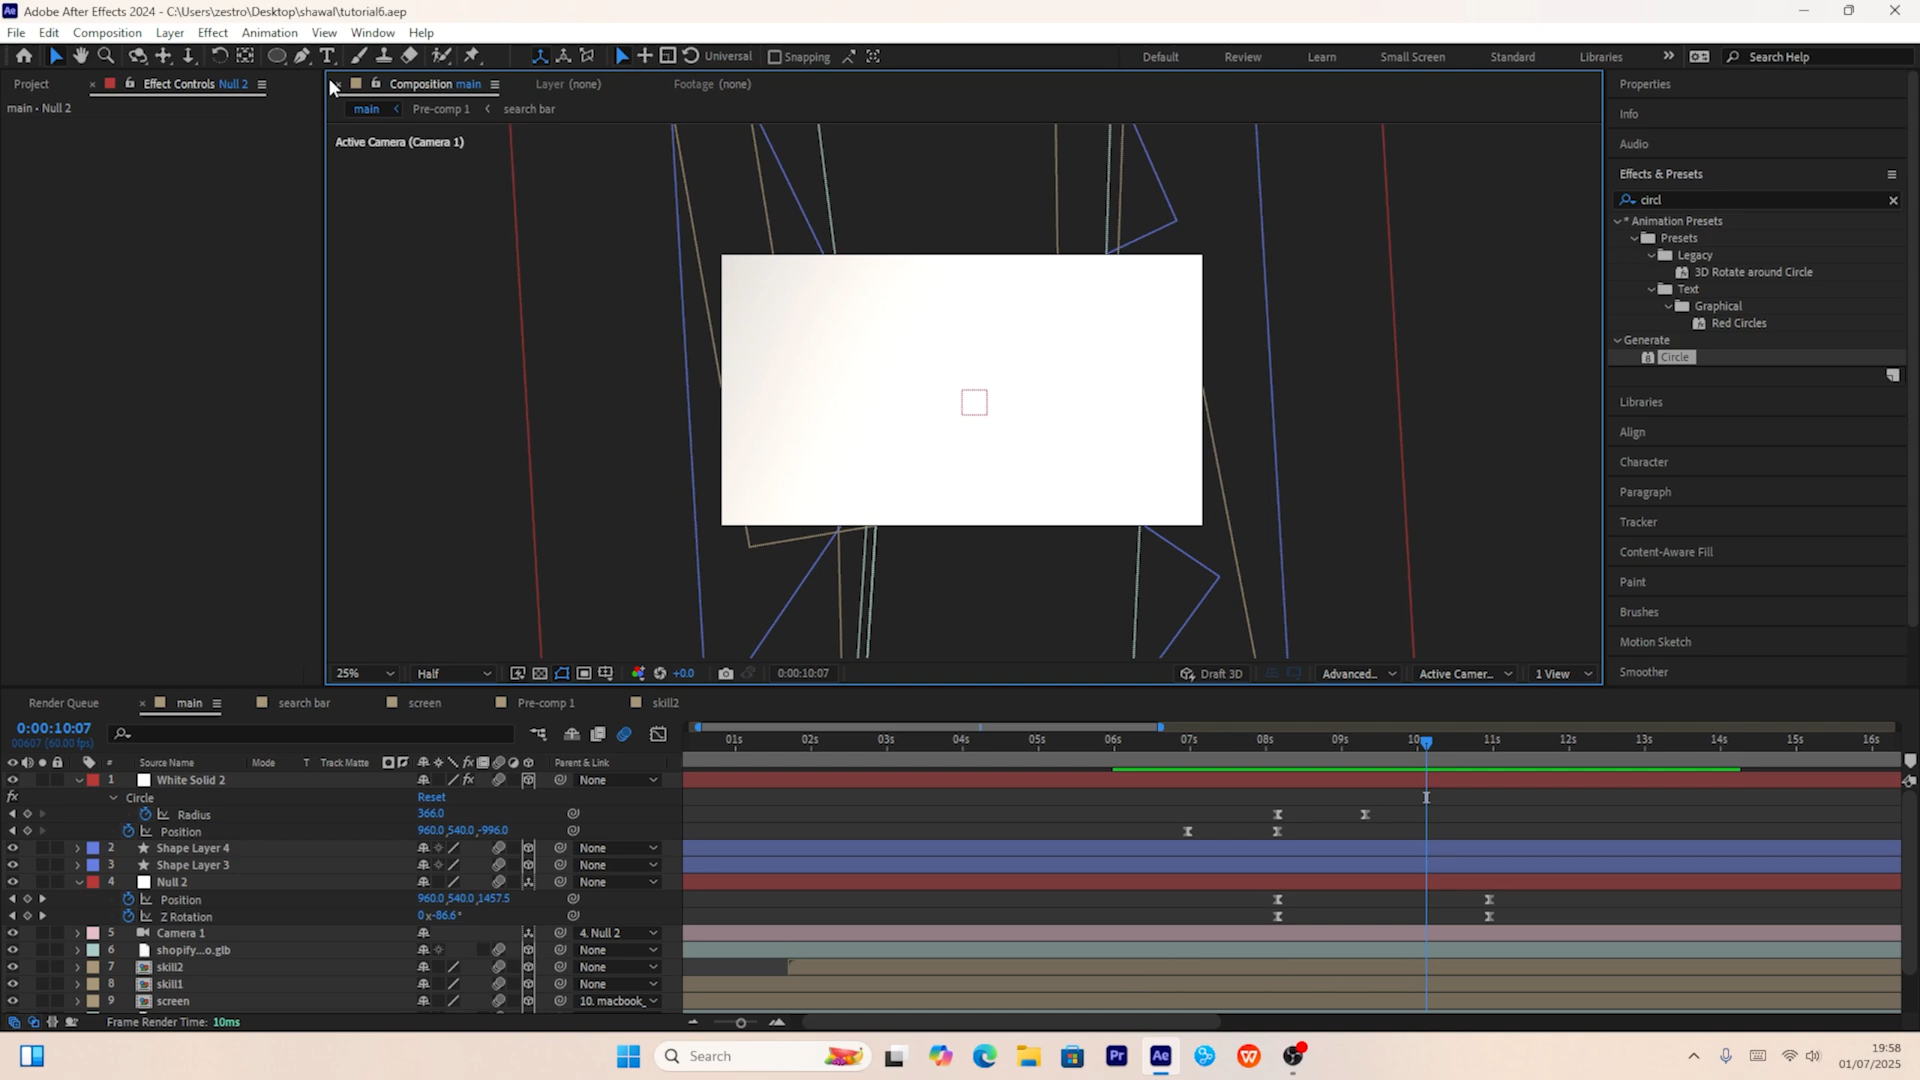 Adobe After Effects 2024 - C:\Users\zestro\Desktop\shawal\tutorial6.aep
File Edit Composition Layer Effect Animation View Window Help
Universal Snapping Default Review Learn Small Screen Standard Libraries Search Help
Project Effect Controls Null 2 Composition main Layer (none) Footage (none) Properties
main • Null 2 main Pre-comp 1 search bar Info
Active Camera (Camera 1) Audio
Effects & Presets
circl
* Animation Presets
Presets
Legacy
3D Rotate around Circle
Text
Graphical
Red Circles
Generate
Circle
Libraries
Align
Character
Paragraph
Tracker
Content-Aware Fill
Paint
Brushes
Motion Sketch
Smoother
25% Half +0.0 0:00:10:07 Draft 3D Advanced... Active Camer... 1 View
Render Queue main search bar screen Pre-comp 1 skill2
0:00:10:07
00607 (60.00 fps)
01s 02s 03s 04s 05s 06s 07s 08s 09s 10s 11s 12s 13s 14s 15s 16s
# Source Name Mode T Track Matte Parent & Link
1 White Solid 2 None
Circle Reset
Radius 366.0
Position 960.0,540.0,-996.0
2 Shape Layer 4 None
3 Shape Layer 3 None
4 Null 2 None
Position 960.0,540.0,1457.5
Z Rotation 0x-86.6°
5 Camera 1 4. Null 2
6 shopify...o.glb None
7 skill2 None
8 skill1 None
9 screen 10. macbook_
Frame Render Time: 10ms
Search
19:58
01/07/2025